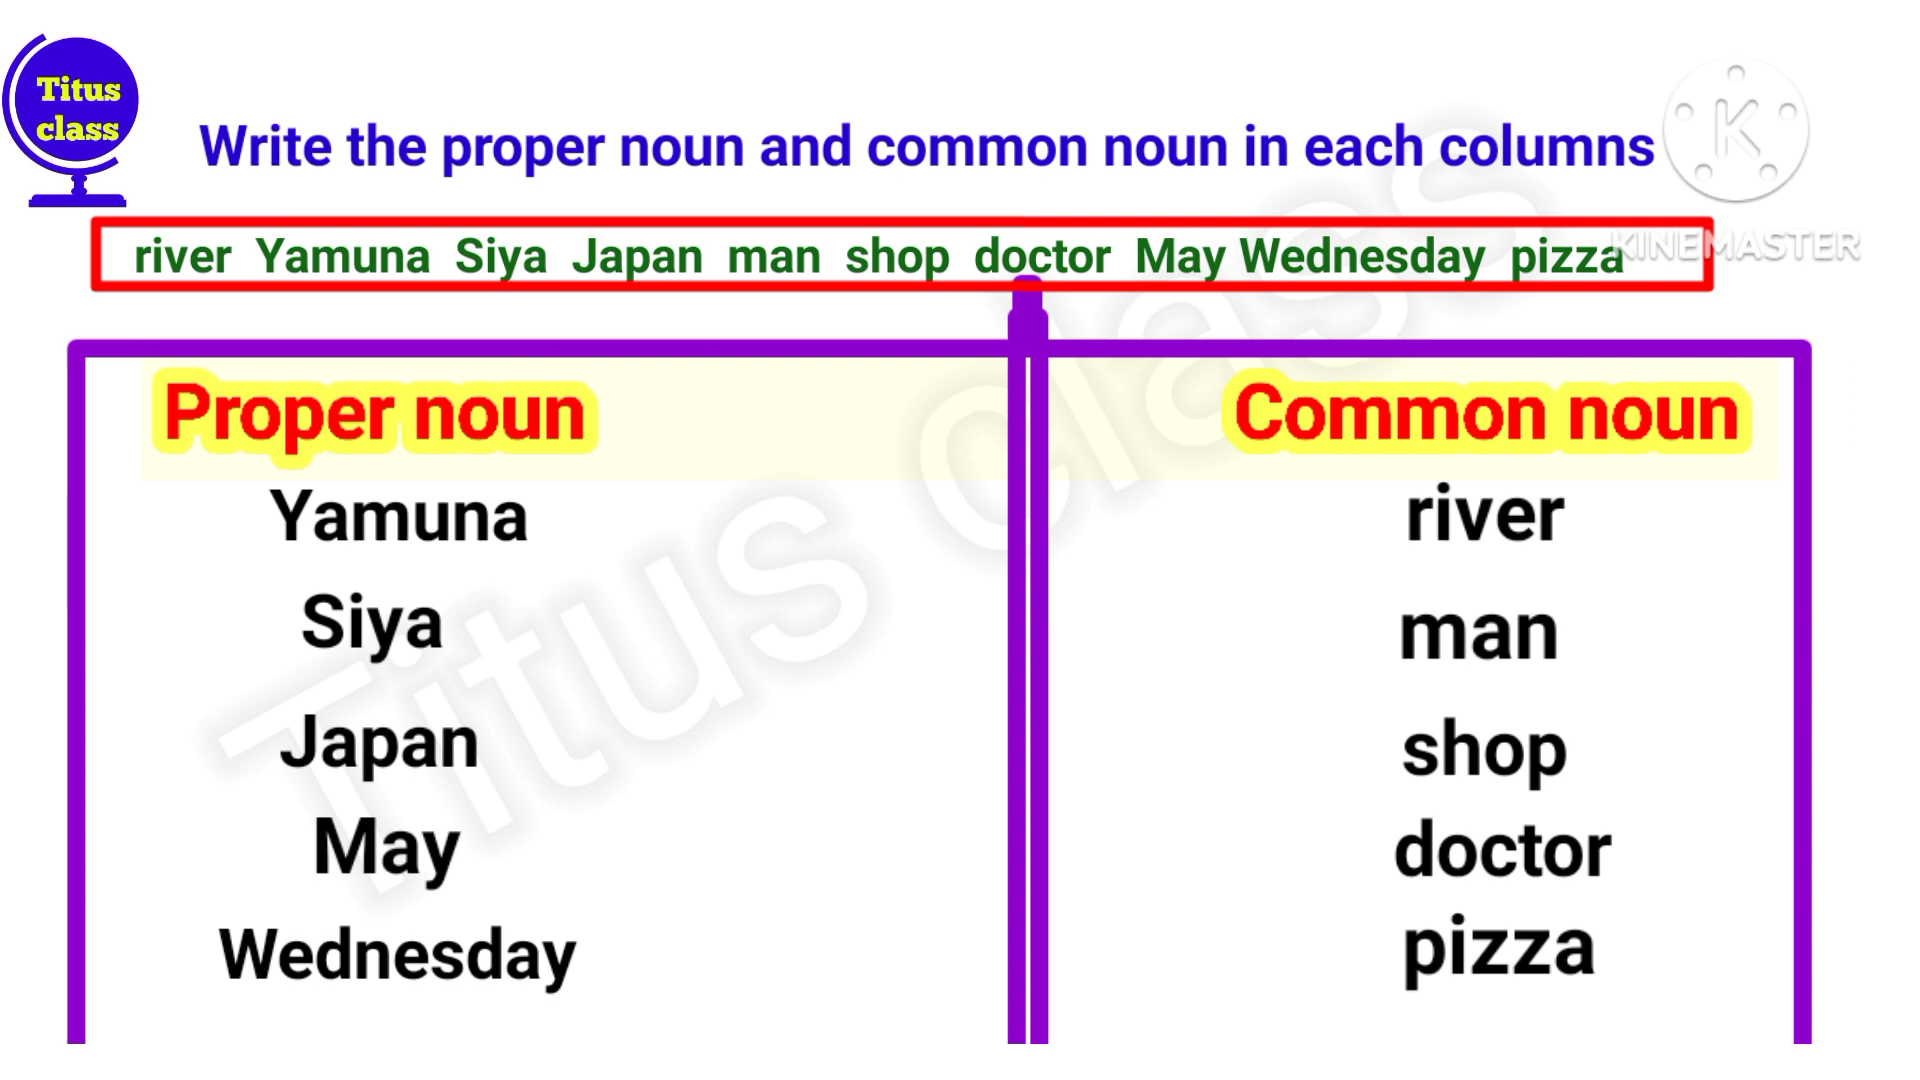 Titus
class
Write the proper noun and common noun in each columns
K
KINEMASTER
river Yamuna Siya Japan man shop doctor May Wednesday pizza
Proper noun Common noun
Yamuna river
Siya man
Japan shop
May doctor
Wednesday pizza
Titus class